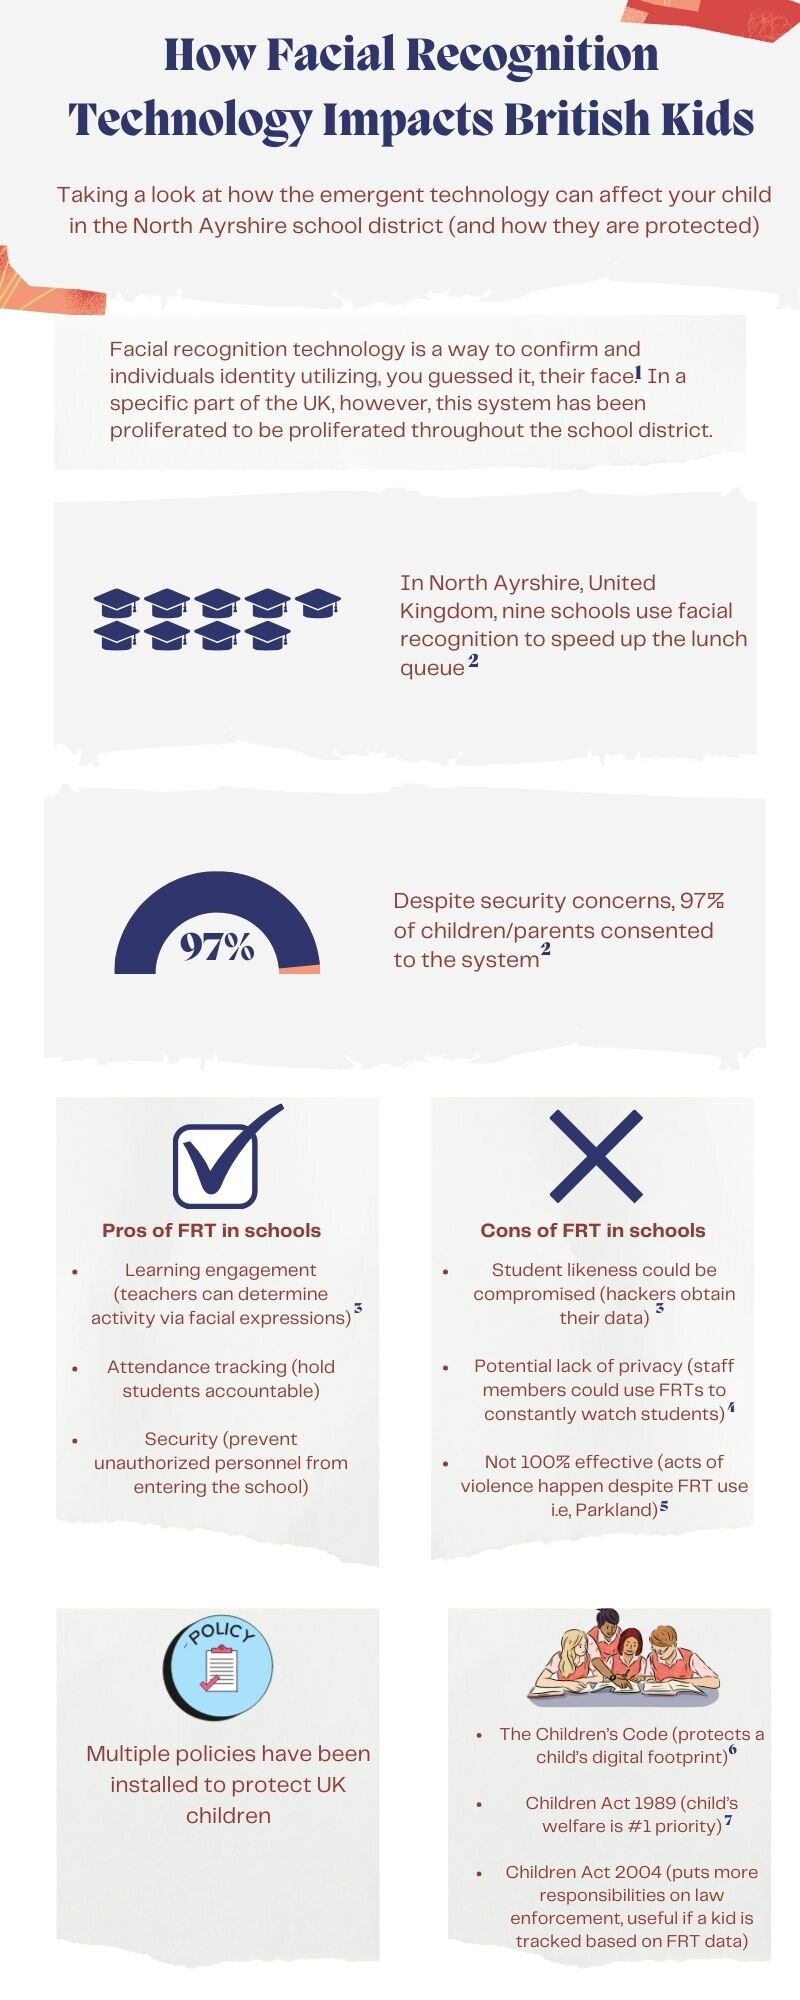 How Facial Recognition
Technology Impacts British Kids
Taking a look at how the emergent technology can affect your child
in the North Ayrshire school district (and how they are protected)
Facial recognition technology is a way to confirm and
individuals identity utilizing, you guessed it, their face.1 In a
specific part of the UK, however, this system has been
proliferated to be proliferated throughout the school district.
In North Ayrshire, United
Kingdom, nine schools use facial
recognition to speed up the lunch
queue 2
97%
Despite security concerns, 97%
of children/parents consented
to the system 2
Pros of FRT in schools
• Learning engagement
(teachers can determine
activity via facial expressions) 3
• Attendance tracking (hold
students accountable)
• Security (prevent
unauthorized personnel from
entering the school)
Cons of FRT in schools
• Student likeness could be
compromised (hackers obtain
their data) 3
• Potential lack of privacy (staff
members could use FRTs to
constantly watch students) 4
• Not 100% effective (acts of
violence happen despite FRT use
i.e, Parkland) 5
POLICY
Multiple policies have been
installed to protect UK
children
• The Children's Code (protects a
child's digital footprint) 6
• Children Act 1989 (child's
welfare is #1 priority) 7
• Children Act 2004 (puts more
responsibilities on law
enforcement, useful if a kid is
tracked based on FRT data)